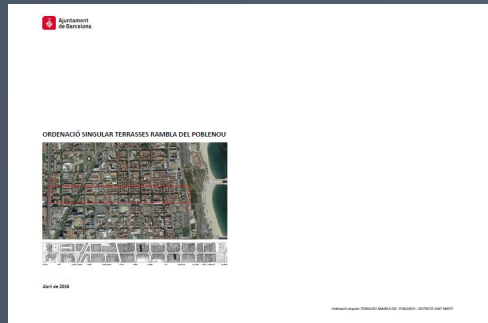 Ajuntament
de Barcelona
ORDENACIÓ SINGULAR TERRASSES RAMBLA DEL POBLENOU
Abril de 2016
Ordenació singular TERRASSES RAMBLA DEL POBLENOU - DISTRICTE SANT MARTÍ